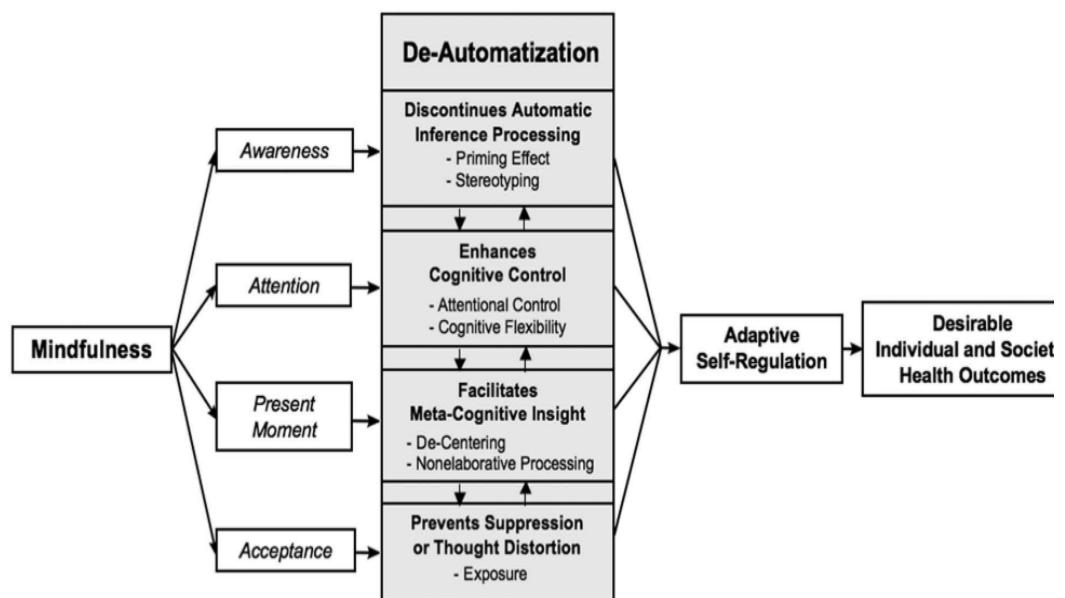 De-Automatization
Discontinues Automatic
Inference Processing
- Priming Effect
- Stereotyping
Awareness
Enhances
Cognitive Control
- Attentional Control
- Cognitive Flexibility
Attention
Mindfulness
Adaptive
Self-Regulation
Desirable
Individual and Societ
Health Outcomes
Facilitates
Meta-Cognitive Insight
- De-Centering
- Nonelaborative Processing
Present
Moment
Prevents Suppression
or Thought Distortion
- Exposure
Acceptance